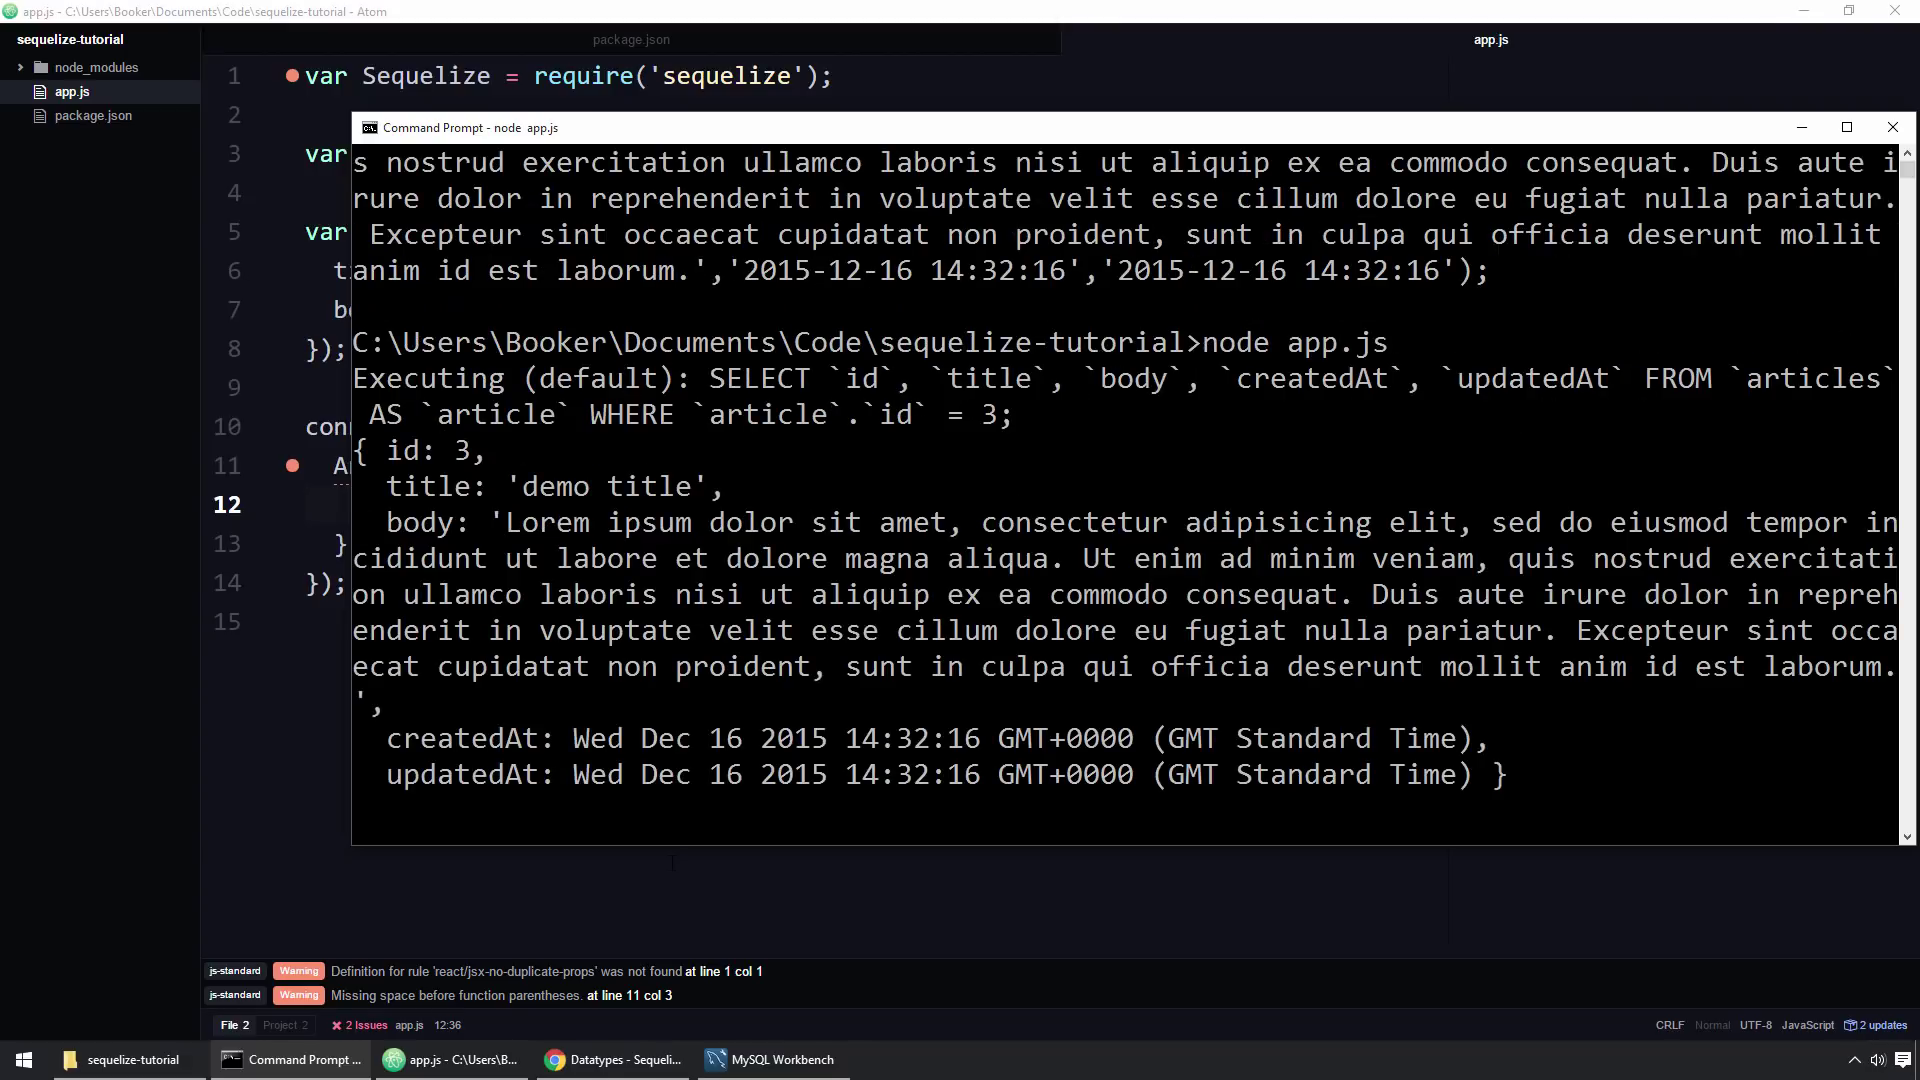 app.js - C:\Users\Booker\Documents\Code\sequelize-tutorial - Atom
sequelize-tutorial
package.json
app.js
node_modules
app.js
package.json
1 var Sequelize = require('sequelize');
2
3 var
4
5 var
6
7
8 });
9
10
11
12
13 }
14 });
15
Command Prompt - node app.js
s nostrud exercitation ullamco laboris nisi ut aliquip ex ea commodo consequat. Duis aute i
rure dolor in reprehenderit in voluptate velit esse cillum dolore eu fugiat nulla pariatur.
Excepteur sint occaecat cupidatat non proident, sunt in culpa qui officia deserunt mollit
anim id est laborum.','2015-12-16 14:32:16','2015-12-16 14:32:16');
C:\Users\Booker\Documents\Code\sequelize-tutorial>node app.js
Executing (default): SELECT `id`, `title`, `body`, `createdAt`, `updatedAt` FROM `articles`
AS `article` WHERE `article`.`id` = 3;
{ id: 3,
title: 'demo title',
body: 'Lorem ipsum dolor sit amet, consectetur adipisicing elit, sed do eiusmod tempor in
cididunt ut labore et dolore magna aliqua. Ut enim ad minim veniam, quis nostrud exercitati
on ullamco laboris nisi ut aliquip ex ea commodo consequat. Duis aute irure dolor in repreh
enderit in voluptate velit esse cillum dolore eu fugiat nulla pariatur. Excepteur sint occa
ecat cupidatat non proident, sunt in culpa qui officia deserunt mollit anim id est laborum.
',
createdAt: Wed Dec 16 2015 14:32:16 GMT+0000 (GMT Standard Time),
updatedAt: Wed Dec 16 2015 14:32:16 GMT+0000 (GMT Standard Time) }
js-standard Warning Definition for rule 'react/jsx-no-duplicate-props' was not found at line 1 col 1
js-standard Warning Missing space before function parentheses. at line 11 col 3
File 2 Project 2 2 Issues app.js 12:36 CRLF Normal UTF-8 JavaScript 2 updates
sequelize-tutorial Command Prompt ... app.js - C:\Users\B... Datatypes - Sequeli... MySQL Workbench